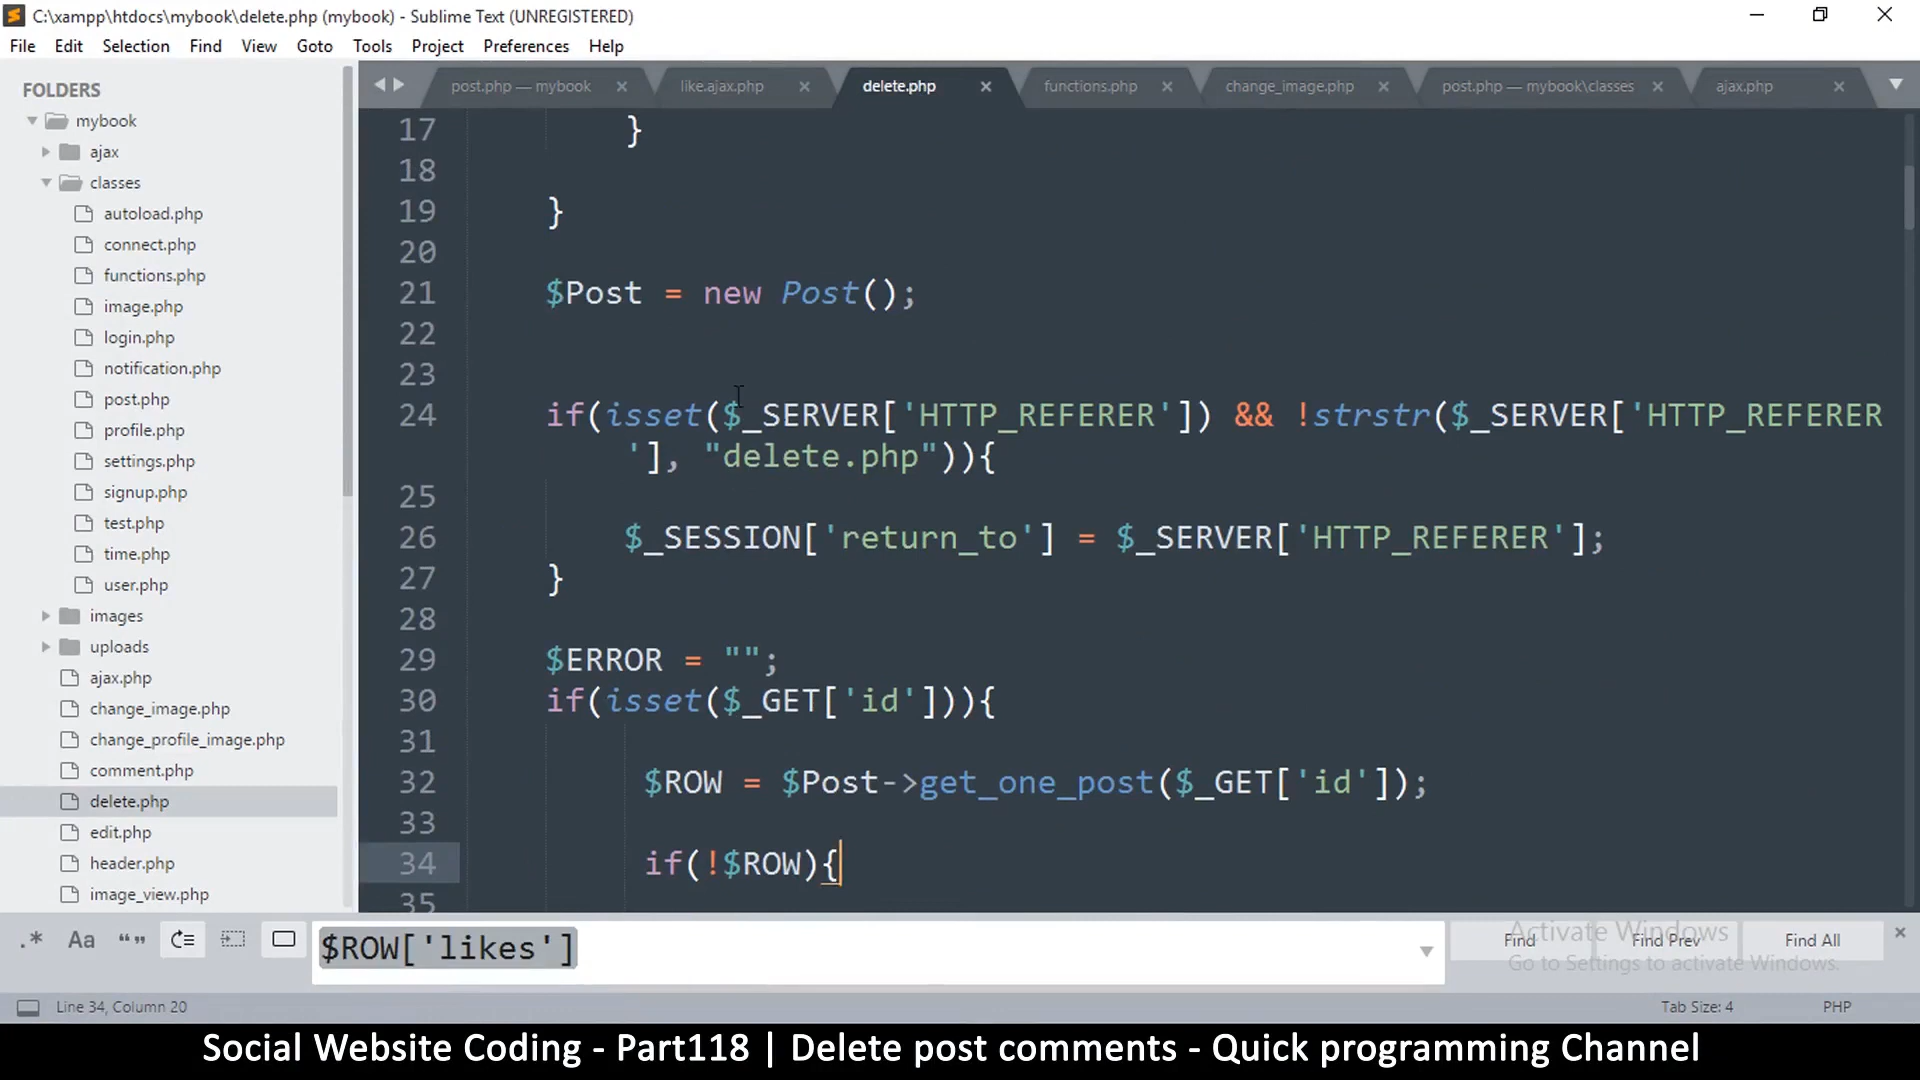 C:\xampp\htdocs\mybook\delete.php (mybook) - Sublime Text (UNREGISTERED)
File Edit Selection Find View Goto Tools Project Preferences Help
FOLDERS
mybook
ajax
classes
autoload.php
connect.php
functions.php
image.php
login.php
notification.php
post.php
profile.php
settings.php
signup.php
test.php
time.php
user.php
images
uploads
ajax.php
change_image.php
change_profile_image.php
comment.php
delete.php
edit.php
header.php
image_view.php
post.php — mybook like.ajax.php delete.php functions.php change_image.php post.php — mybook\classes ajax.php
17 }
18
19 }
20
21 $Post = new Post();
22
23
24 if(isset($_SERVER['HTTP_REFERER']) && !strstr($_SERVER['HTTP_REFERER
'], "delete.php")){
25
26 $_SESSION['return_to'] = $_SERVER['HTTP_REFERER'];
27 }
28
29 $ERROR = "";
30 if(isset($_GET['id'])){
31
32 $ROW = $Post->get_one_post($_GET['id']);
33
34 if(!$ROW){
35
.* Aa “” $ROW['likes'] Find Find Prev Find All
Activate Windows
Go to Settings to activate Windows.
Line 34, Column 20 Tab Size: 4 PHP
Social Website Coding - Part118 | Delete post comments - Quick programming Channel